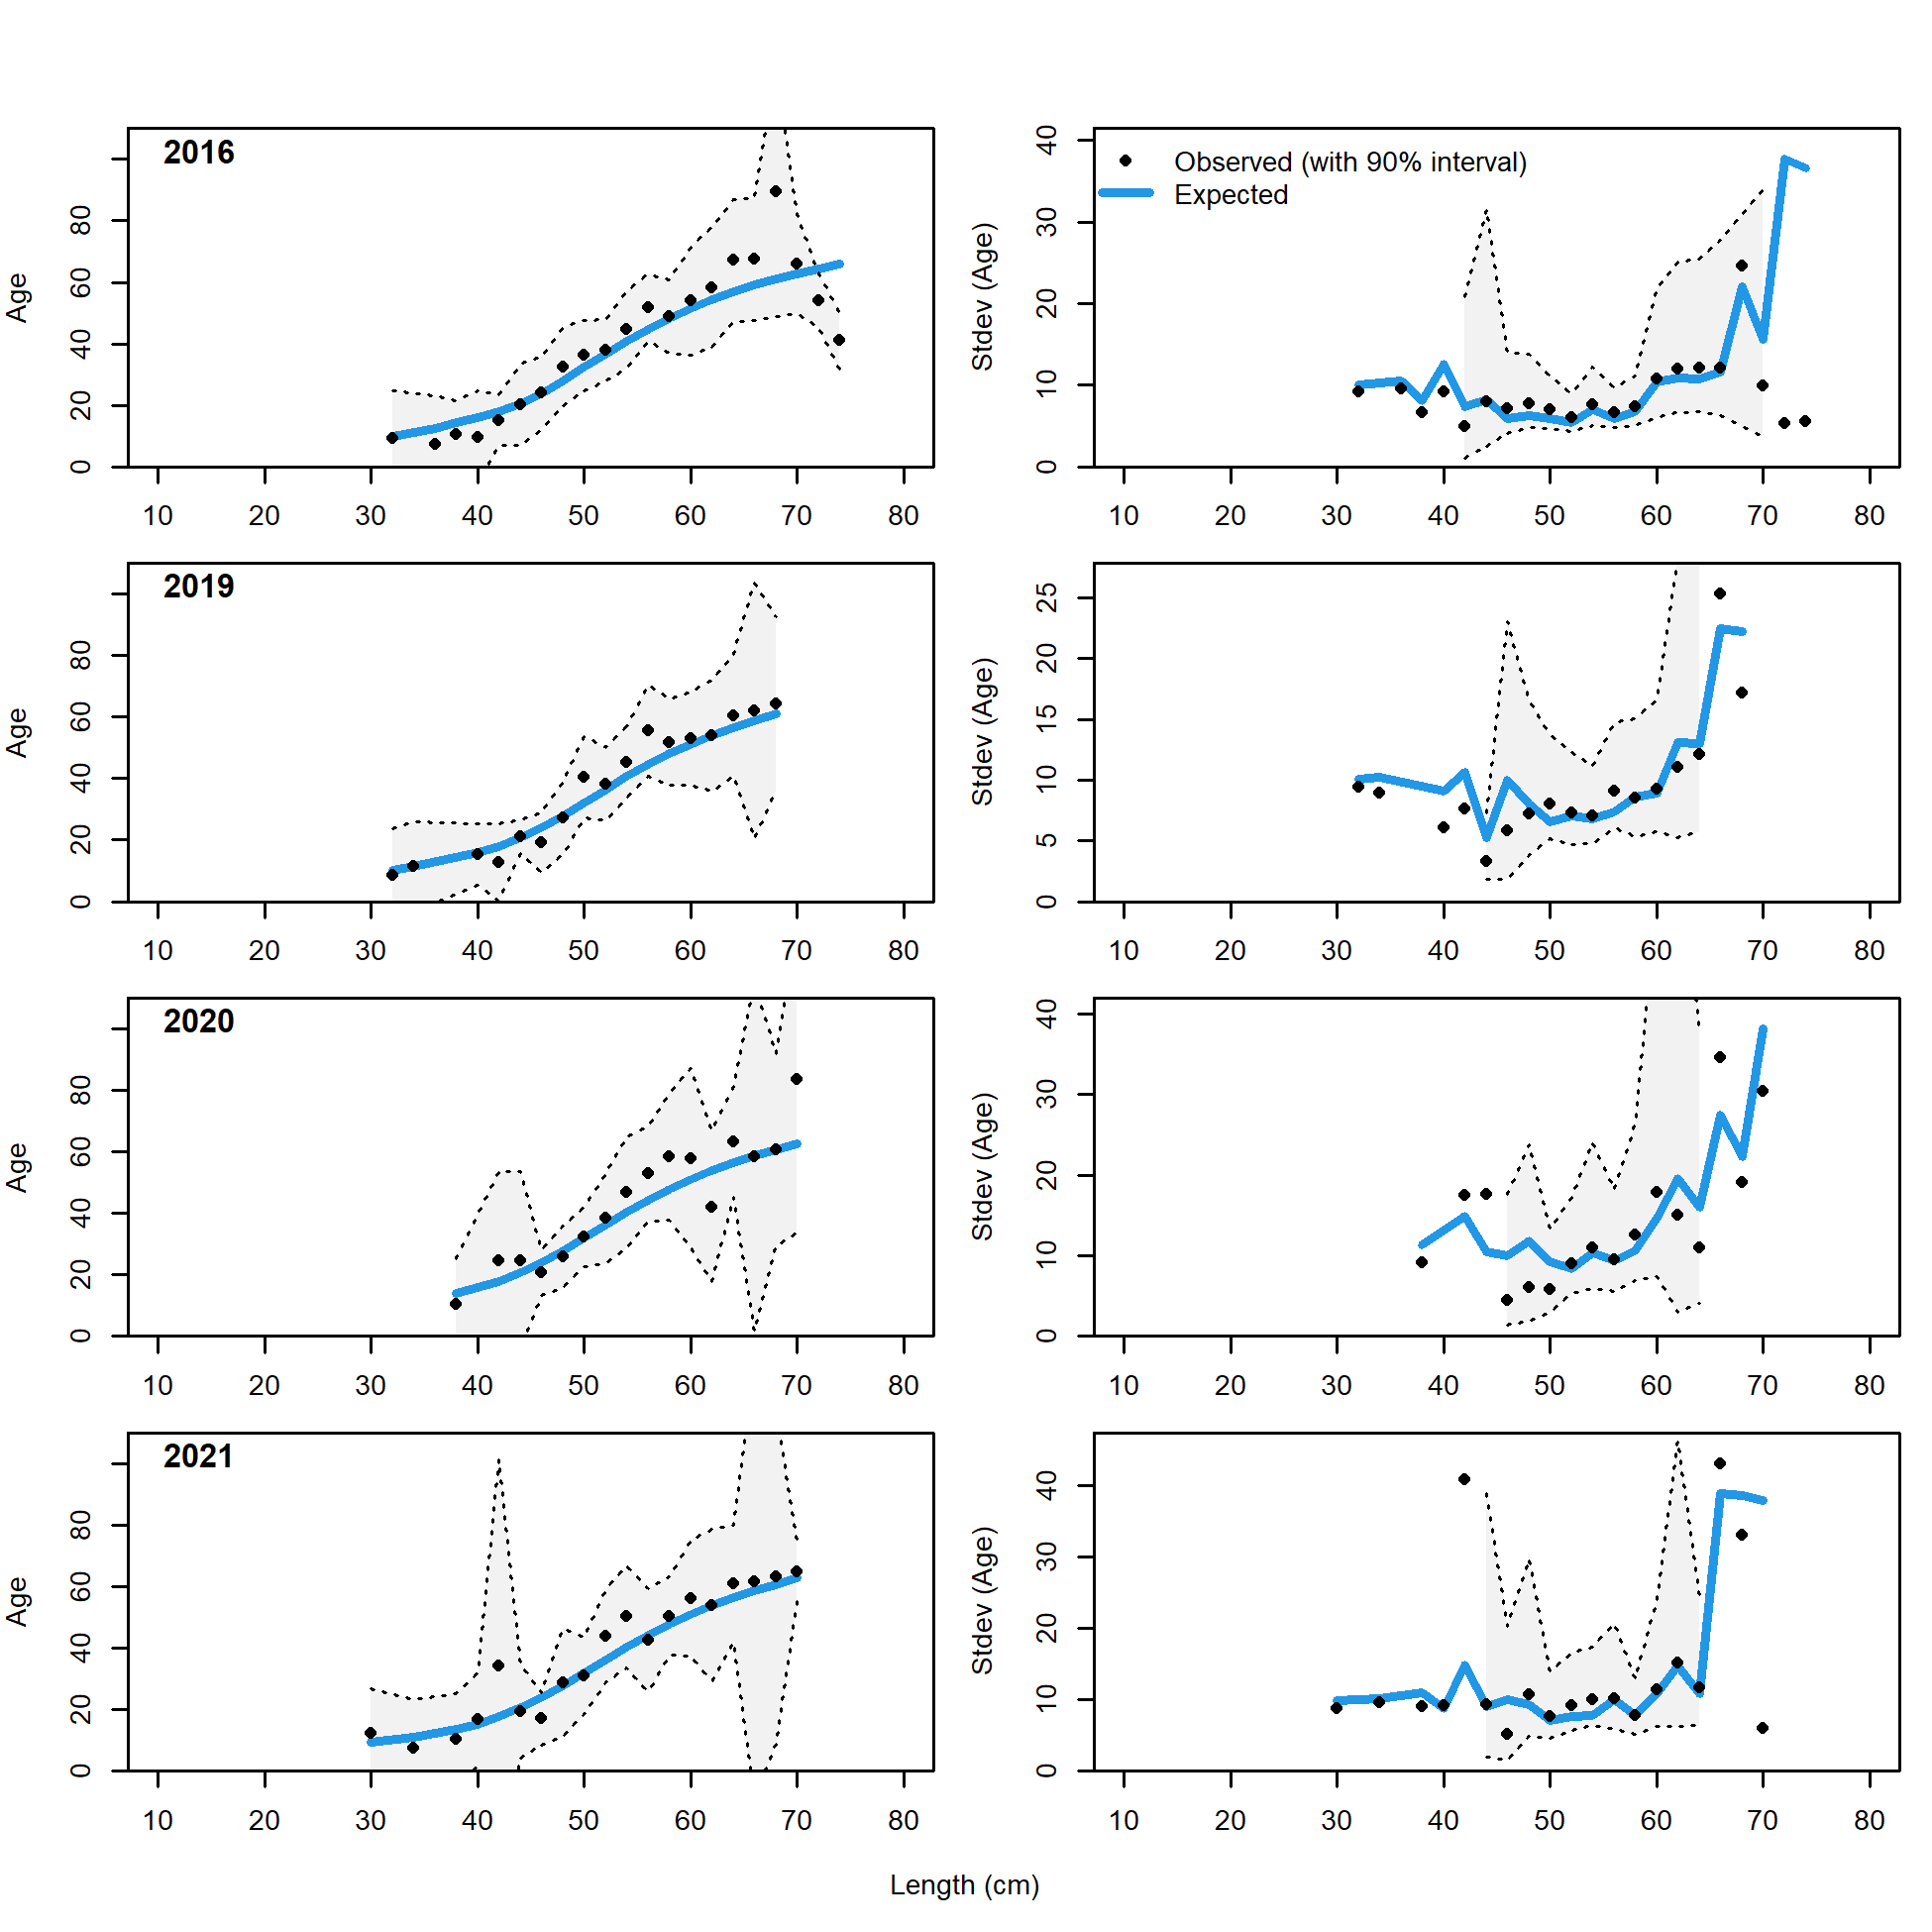 2016
Age
0 20 40 60 80
10 20 30 40 50 60 70 80
Observed (with 90% interval)
Expected
Stdev (Age)
0 10 20 30 40
10 20 30 40 50 60 70 80
2019
Age
0 20 40 60 80
10 20 30 40 50 60 70 80
Stdev (Age)
0 5 10 15 20 25
10 20 30 40 50 60 70 80
2020
Age
0 20 40 60 80
10 20 30 40 50 60 70 80
Stdev (Age)
0 10 20 30 40
10 20 30 40 50 60 70 80
2021
Age
0 20 40 60 80
10 20 30 40 50 60 70 80
Stdev (Age)
0 10 20 30 40
10 20 30 40 50 60 70 80
Length (cm)